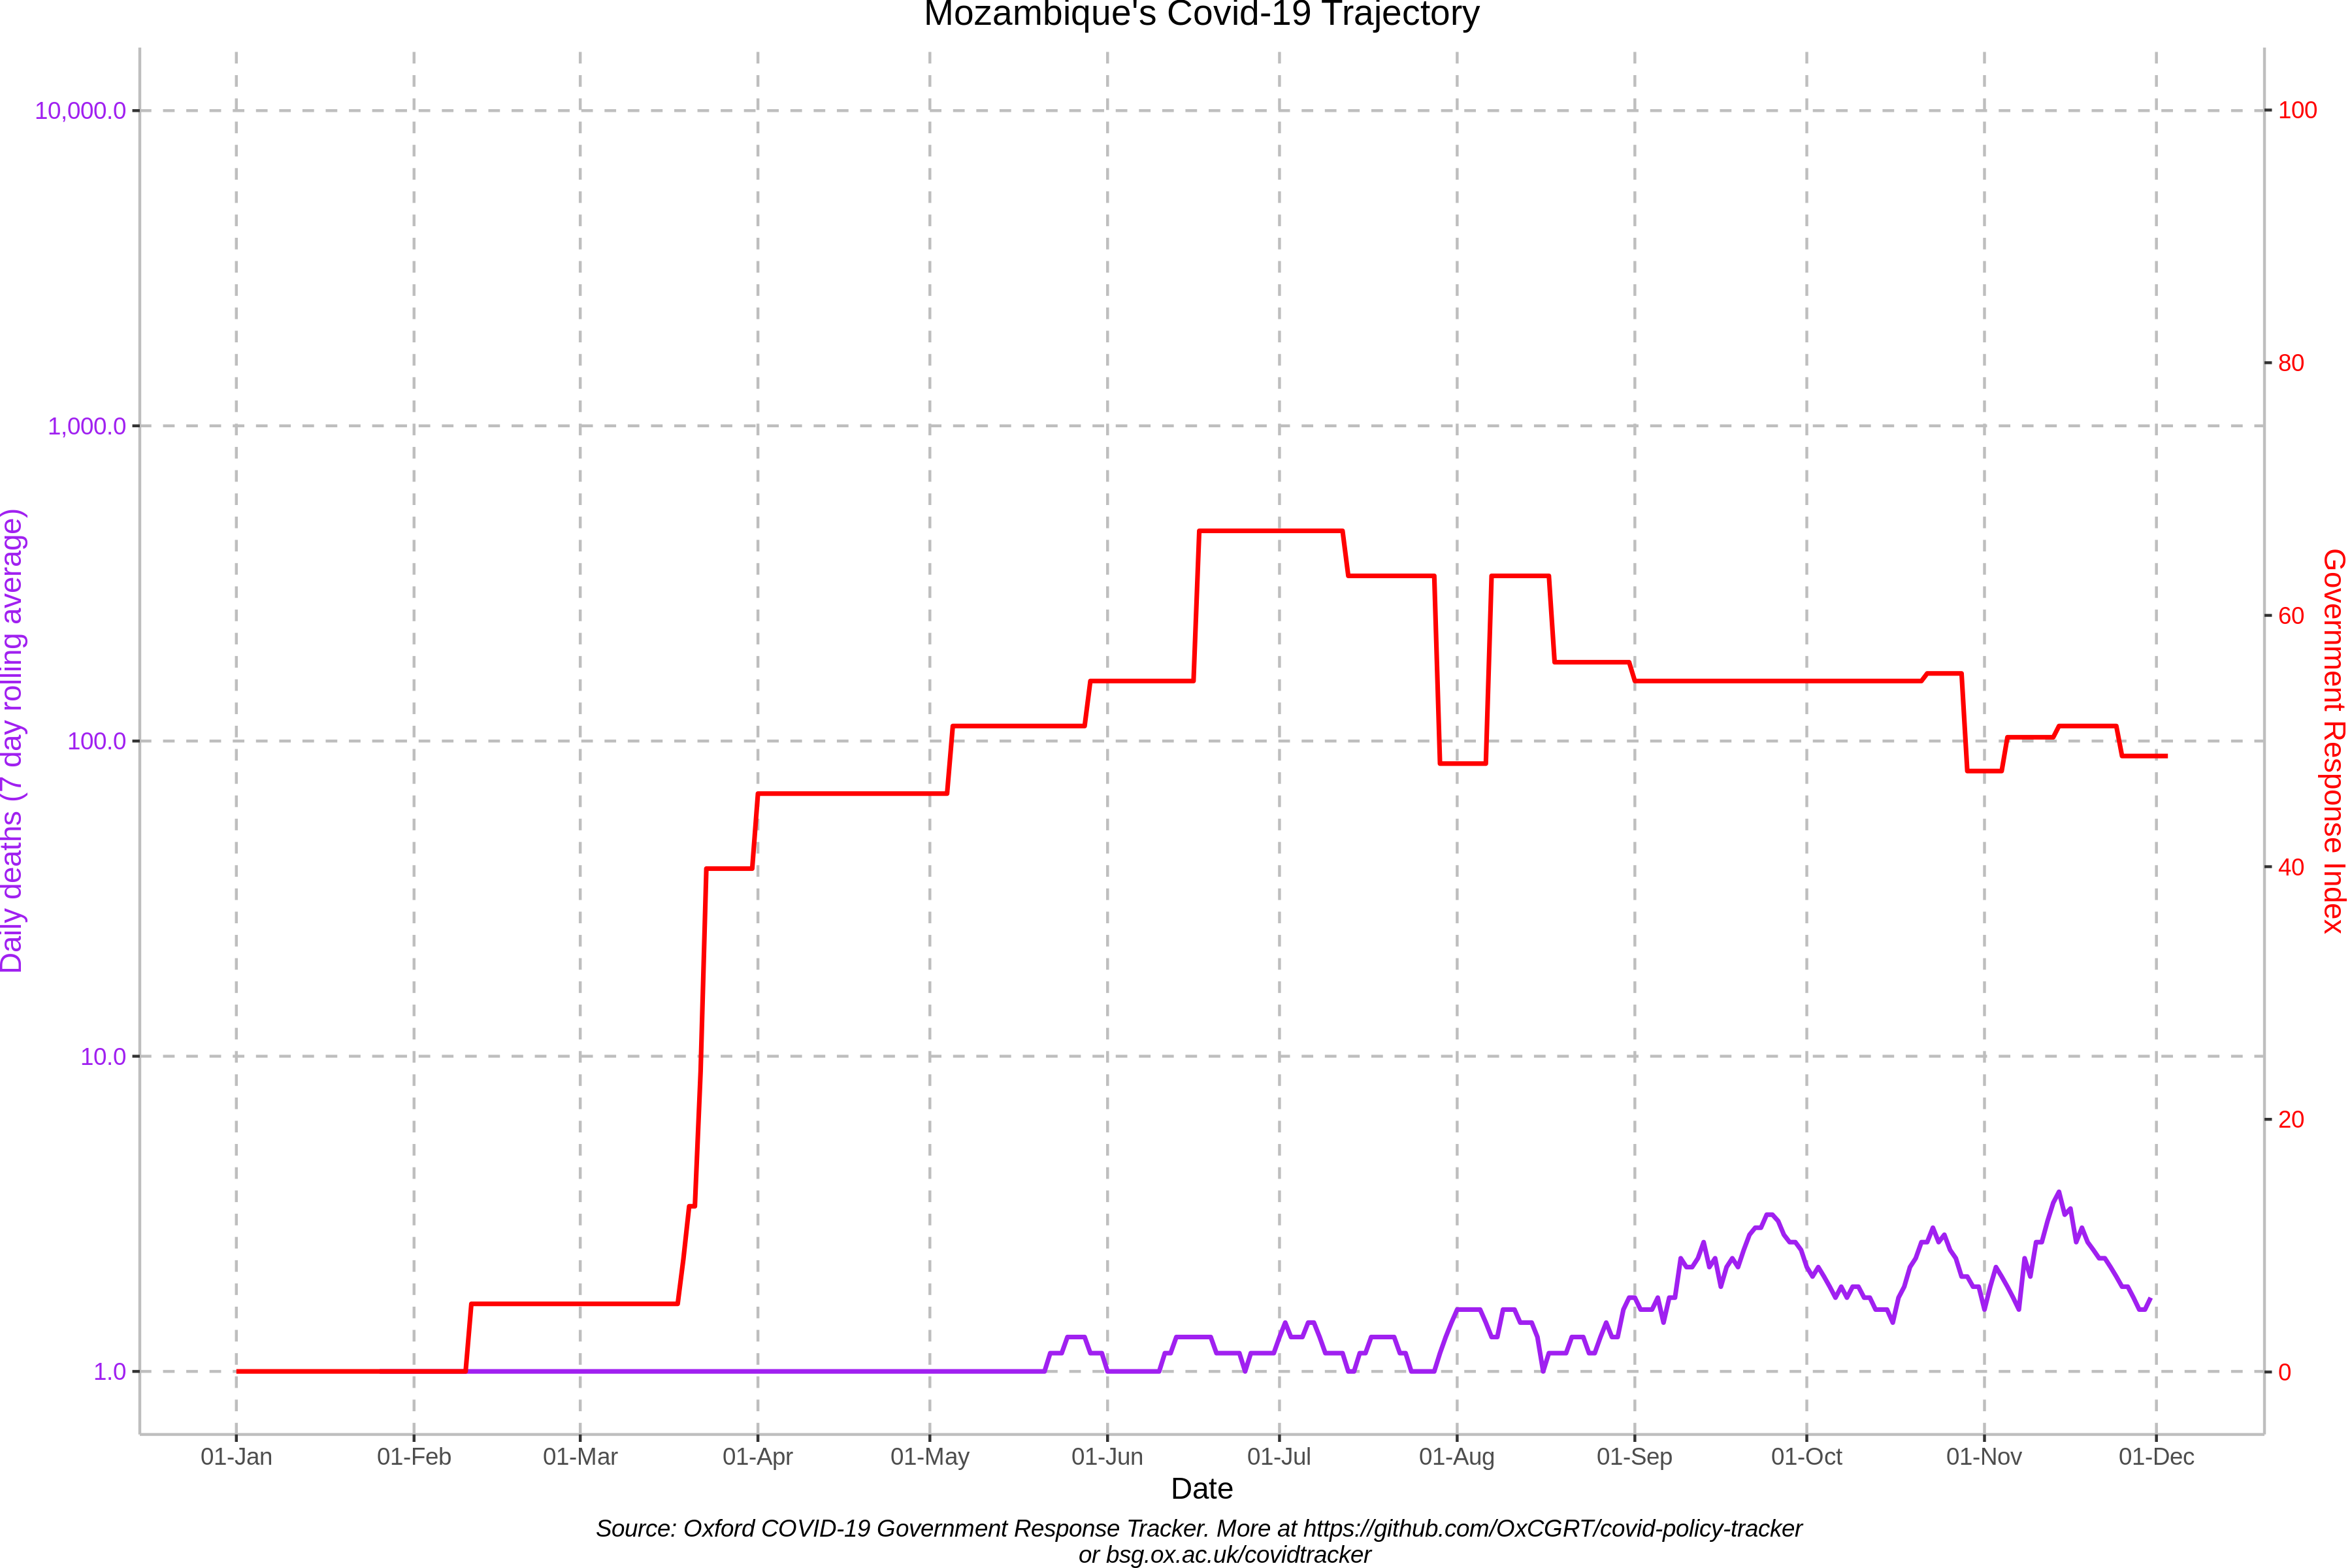 Mozambique's Covid-19 Trajectory
10,000.0
1,000.0
100.0
10.0
1.0
Daily deaths (7 day rolling average)
100
80
60
40
20
0
Government Response Index
01-Jan 01-Feb 01-Mar 01-Apr 01-May 01-Jun 01-Jul 01-Aug 01-Sep 01-Oct 01-Nov 01-Dec
Date
Source: Oxford COVID-19 Government Response Tracker. More at https://github.com/OxCGRT/covid-policy-tracker
or bsg.ox.ac.uk/covidtracker